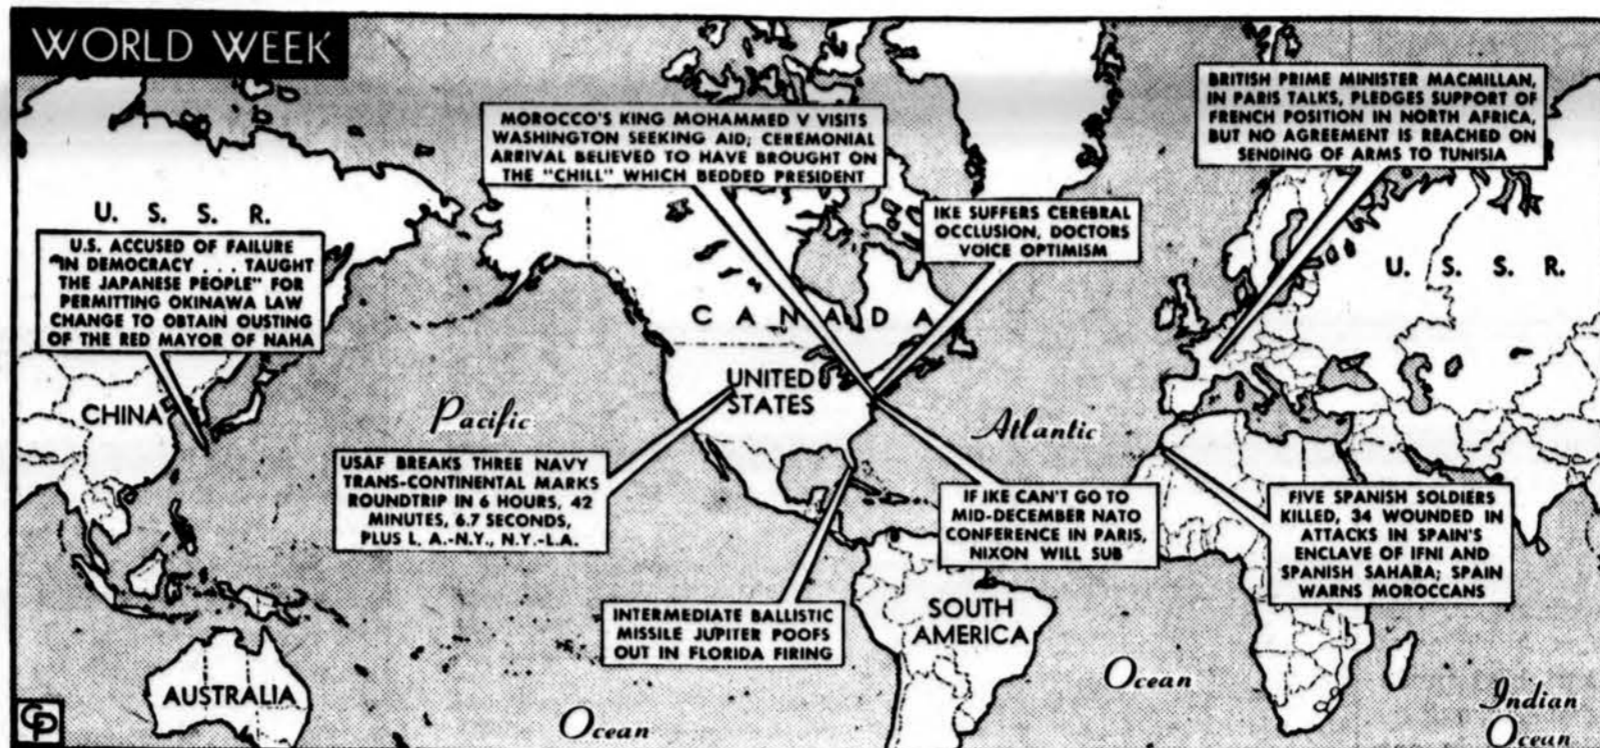 WORLD WEEK
MOROCCO'S KING MOHAMMED V VISITS
WASHINGTON SEEKING AID; CEREMONIAL
ARRIVAL BELIEVED TO HAVE BROUGHT ON
THE "CHILL" WHICH BEDDED PRESIDENT
BRITISH PRIME MINISTER MACMILLAN,
IN PARIS TALKS, PLEDGES SUPPORT OF
FRENCH POSITION IN NORTH AFRICA,
BUT NO AGREEMENT IS REACHED ON
SENDING OF ARMS TO TUNISIA
U. S. S. R.
U.S. ACCUSED OF FAILURE
"IN DEMOCRACY . . . TAUGHT
THE JAPANESE PEOPLE" FOR
PERMITTING OKINAWA LAW
CHANGE TO OBTAIN OUSTING
OF THE RED MAYOR OF NAHA
IKE SUFFERS CEREBRAL
OCCLUSION, DOCTORS
VOICE OPTIMISM
U. S. S. R.
CANADA
UNITED
STATES
CHINA
Pacific
Atlantic
USAF BREAKS THREE NAVY
TRANS-CONTINENTAL MARKS
ROUNDTRIP IN 6 HOURS, 42
MINUTES, 6.7 SECONDS,
PLUS L. A.-N.Y., N.Y.-L.A.
IF IKE CAN'T GO TO
MID-DECEMBER NATO
CONFERENCE IN PARIS,
NIXON WILL SUB
FIVE SPANISH SOLDIERS
KILLED, 34 WOUNDED IN
ATTACKS IN SPAIN'S
ENCLAVE OF IFNI AND
SPANISH SAHARA; SPAIN
WARNS MOROCCANS
INTERMEDIATE BALLISTIC
MISSILE JUPITER POOFS
OUT IN FLORIDA FIRING
SOUTH
AMERICA
AUSTRALIA
Ocean
Ocean
Indian
Ocean
CP